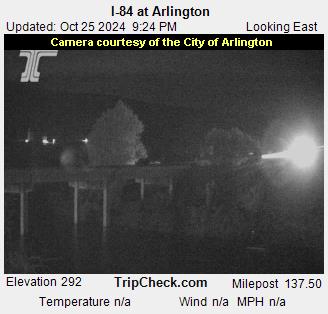 I-84 at Arlington
Updated: Oct 25 2024 9:24 PM Looking East
Camera courtesy of the City of Arlington
Elevation 292 TripCheck.com Milepost 137.50
Temperature n/a Wind n/a MPH n/a